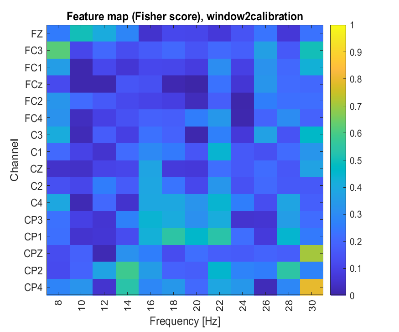 Feature map (Fisher score), window2calibration
Channel
FZ
FC3
FC1
FCz
FC2
FC4
C3
C1
CZ
C2
C4
CP3
CP1
CPZ
CP2
CP4
8 10 12 14 16 18 20 22 24 26 28 30
Frequency [Hz]
1
0.9
0.8
0.7
0.6
0.5
0.4
0.3
0.2
0.1
0